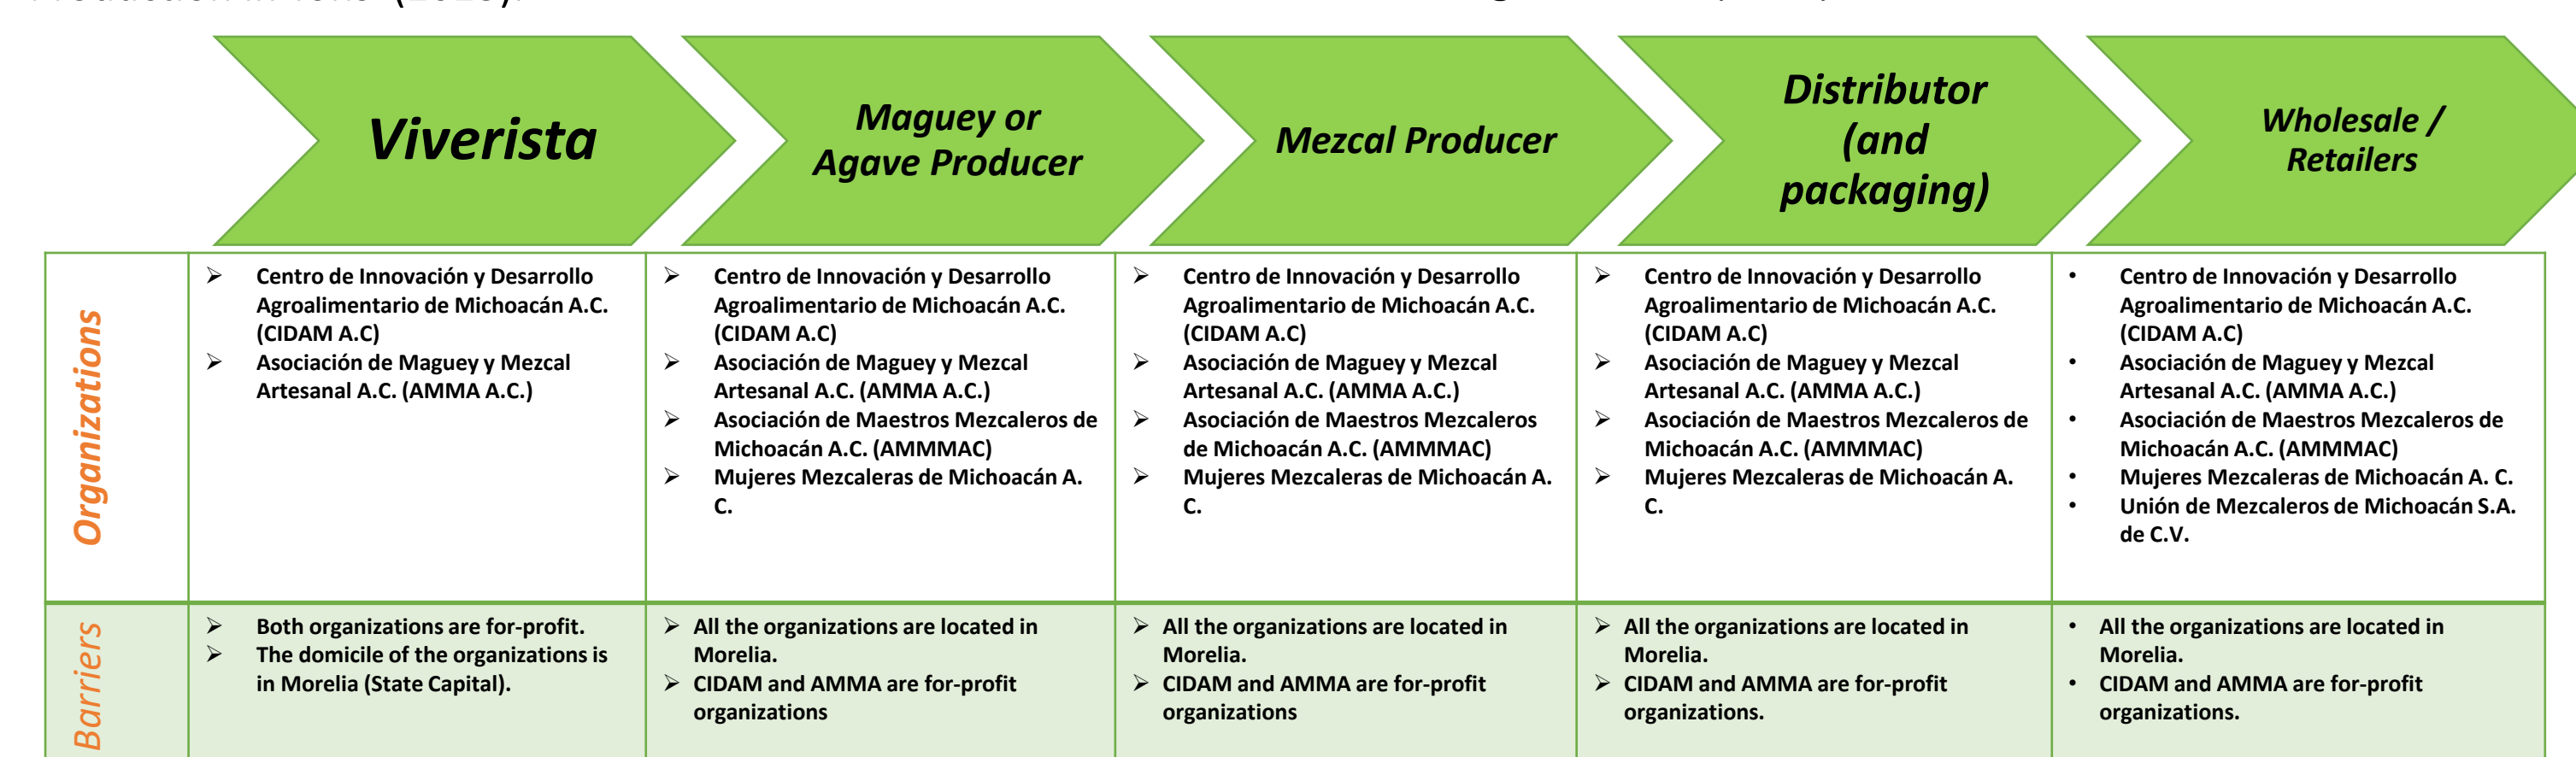 Viverista
Maguey or
Agave Producer
Mezcal Producer
Distributor
(and
packaging)
Wholesale /
Retailers
Organizations
➢ Centro de Innovación y Desarrollo
Agroalimentario de Michoacán A.C.
(CIDAM A.C)
➢ Asociación de Maguey y Mezcal
Artesanal A.C. (AMMA A.C.)
➢ Centro de Innovación y Desarrollo
Agroalimentario de Michoacán A.C.
(CIDAM A.C)
➢ Asociación de Maguey y Mezcal
Artesanal A.C. (AMMA A.C.)
➢ Asociación de Maestros Mezcaleros de
Michoacán A.C. (AMMMAC)
➢ Mujeres Mezcaleras de Michoacán A.
C.
➢ Centro de Innovación y Desarrollo
Agroalimentario de Michoacán A.C.
(CIDAM A.C)
➢ Asociación de Maguey y Mezcal
Artesanal A.C. (AMMA A.C.)
➢ Asociación de Maestros Mezcaleros
de Michoacán A.C. (AMMMAC)
➢ Mujeres Mezcaleras de Michoacán A.
C.
➢ Centro de Innovación y Desarrollo
Agroalimentario de Michoacán A.C.
(CIDAM A.C)
➢ Asociación de Maguey y Mezcal
Artesanal A.C. (AMMA A.C.)
➢ Asociación de Maestros Mezcaleros de
Michoacán A.C. (AMMMAC)
➢ Mujeres Mezcaleras de Michoacán A.
C.
• Centro de Innovación y Desarrollo
Agroalimentario de Michoacán A.C.
(CIDAM A.C)
• Asociación de Maguey y Mezcal
Artesanal A.C. (AMMA A.C.)
• Asociación de Maestros Mezcaleros de
Michoacán A.C. (AMMMAC)
• Mujeres Mezcaleras de Michoacán A. C.
• Unión de Mezcaleros de Michoacán S.A.
de C.V.
Barriers
➢ Both organizations are for-profit.
➢ The domicile of the organizations is
in Morelia (State Capital).
➢ All the organizations are located in
Morelia.
➢ CIDAM and AMMA are for-profit
organizations
➢ All the organizations are located in
Morelia.
➢ CIDAM and AMMA are for-profit
organizations
➢ All the organizations are located in
Morelia.
➢ CIDAM and AMMA are for-profit
organizations.
• All the organizations are located in
Morelia.
• CIDAM and AMMA are for-profit
organizations.